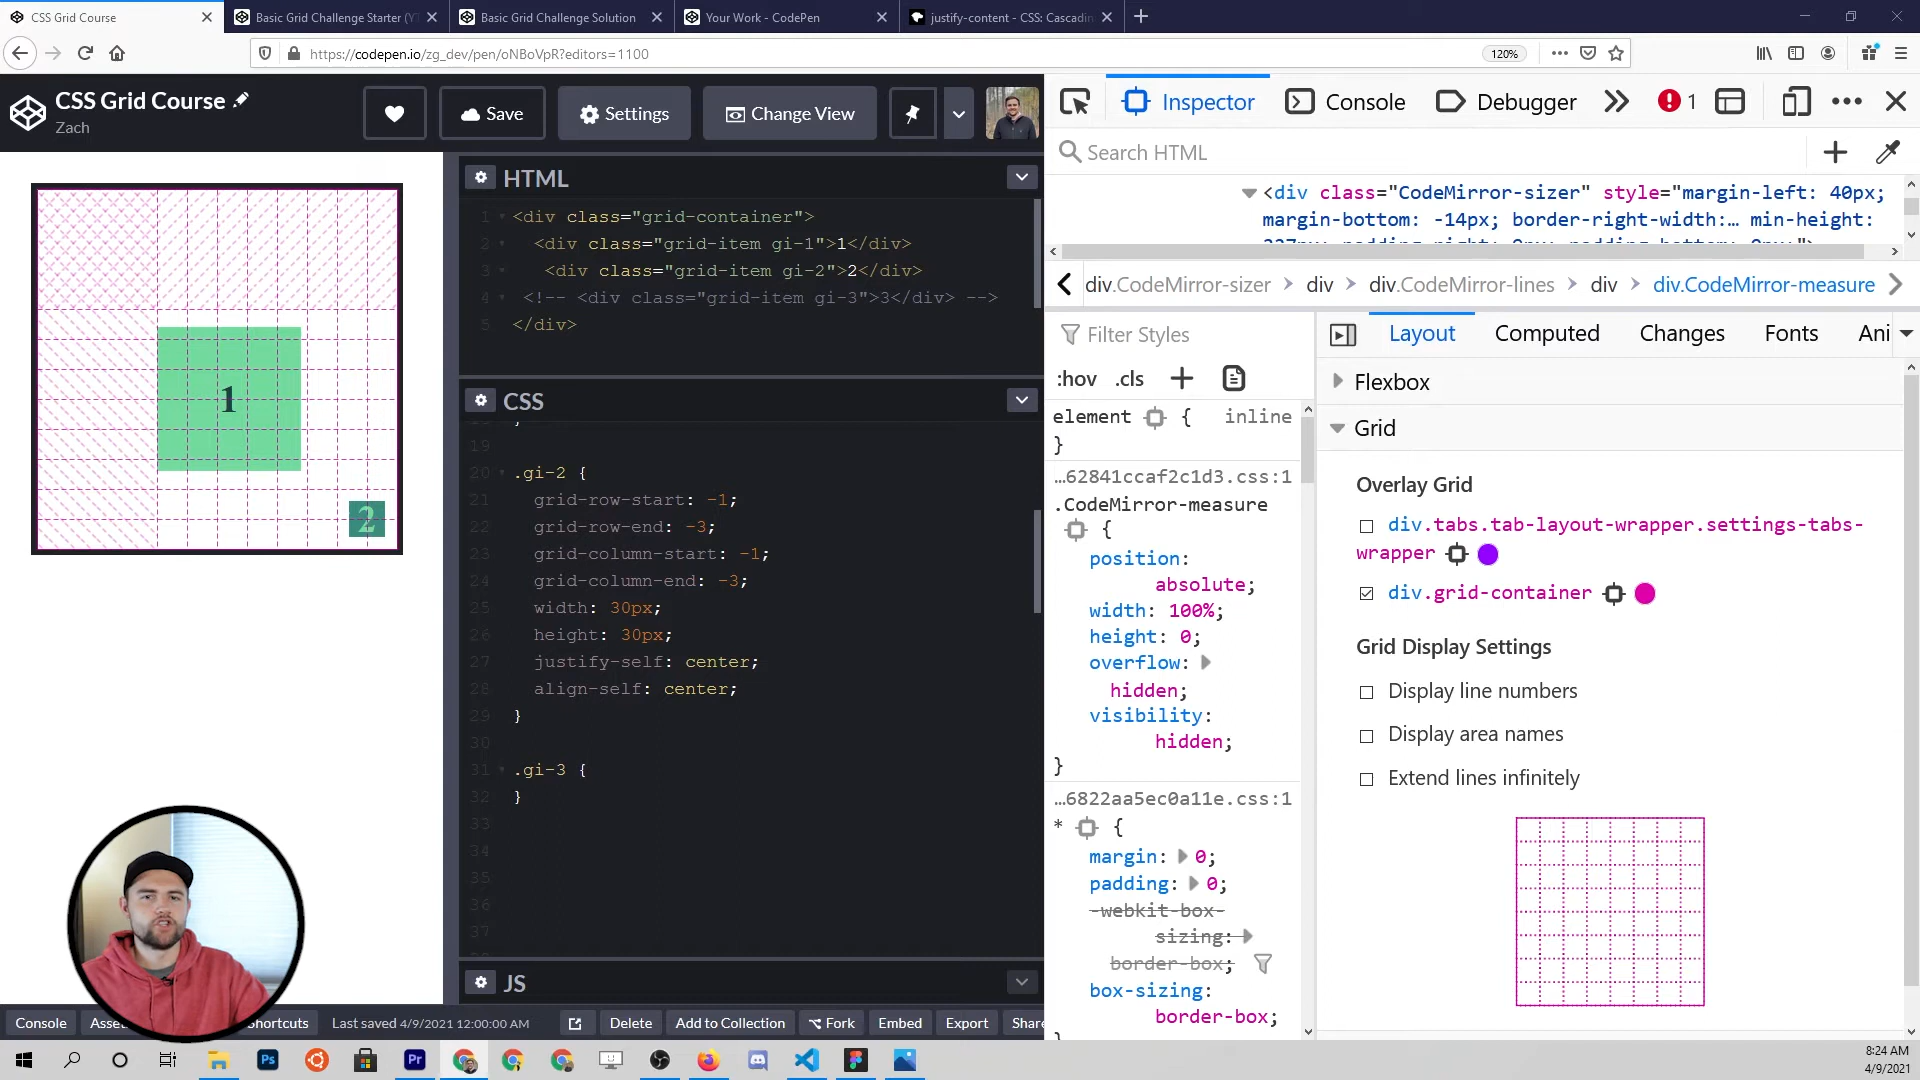 CSS Grid Course
Basic Grid Challenge Starter (V
Basic Grid Challenge Solution
Your Work - CodePen
justify-content - CSS: Cascadin
https://codepen.io/zg_dev/pen/oNBoVpR?editors=1100
120%
CSS Grid Course
Zach
Save
Settings
Change View
Inspector
Console
Debugger
1
Search HTML
<div class="CodeMirror-sizer" style="margin-left: 40px;
margin-bottom: -14px; border-right-width:… min-height:
div.CodeMirror-sizer
div
div.CodeMirror-lines
div
div.CodeMirror-measure
1
2
HTML
1 <div class="grid-container">
2 <div class="grid-item gi-1">1</div>
3 <div class="grid-item gi-2">2</div>
4 <!-- <div class="grid-item gi-3">3</div> -->
5 </div>
CSS
19
20 .gi-2 {
21 grid-row-start: -1;
22 grid-row-end: -3;
23 grid-column-start: -1;
24 grid-column-end: -3;
25 width: 30px;
26 height: 30px;
27 justify-self: center;
28 align-self: center;
29 }
30
31 .gi-3 {
32 }
33
34
35
36
37
JS
Filter Styles
:hov .cls
element { inline
}
…62841ccaf2c1d3.css:1
.CodeMirror-measure
{
position:
absolute;
width: 100%;
height: 0;
overflow:
hidden;
visibility:
hidden;
}
…6822aa5ec0a11e.css:1
* {
margin: 0;
padding: 0;
-webkit-box-
sizing:
border-box;
box-sizing:
border-box;
}
Layout
Computed
Changes
Fonts
Ani
Flexbox
Grid
Overlay Grid
div.tabs.tab-layout-wrapper.settings-tabs-
wrapper
div.grid-container
Grid Display Settings
Display line numbers
Display area names
Extend lines infinitely
Console
Asse
hortcuts
Last saved 4/9/2021 12:00:00 AM
Delete
Add to Collection
Fork
Embed
Export
Share
Ps
Pr
8:24 AM
4/9/2021